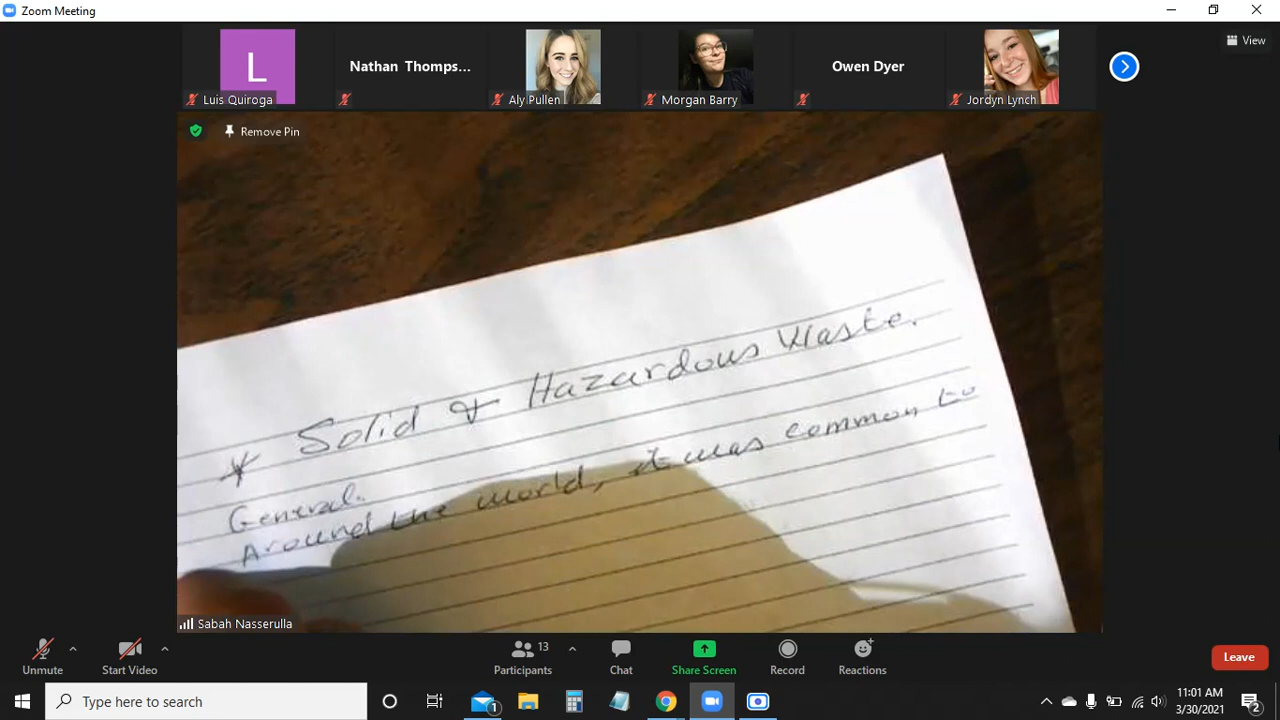 Zoom Meeting
L
Luis Quiroga
Nathan Thomps...
Aly Pullen
Morgan Barry
Owen Dyer
Jordyn Lynch
View
Remove Pin
* Solid & Hazardous Waste.
General.
Around the world, it was common to
Sabah Nasserulla
Unmute
Start Video
13
Participants
Chat
Share Screen
Record
Reactions
Leave
Type here to search
1
11:01 AM
3/30/2021
2